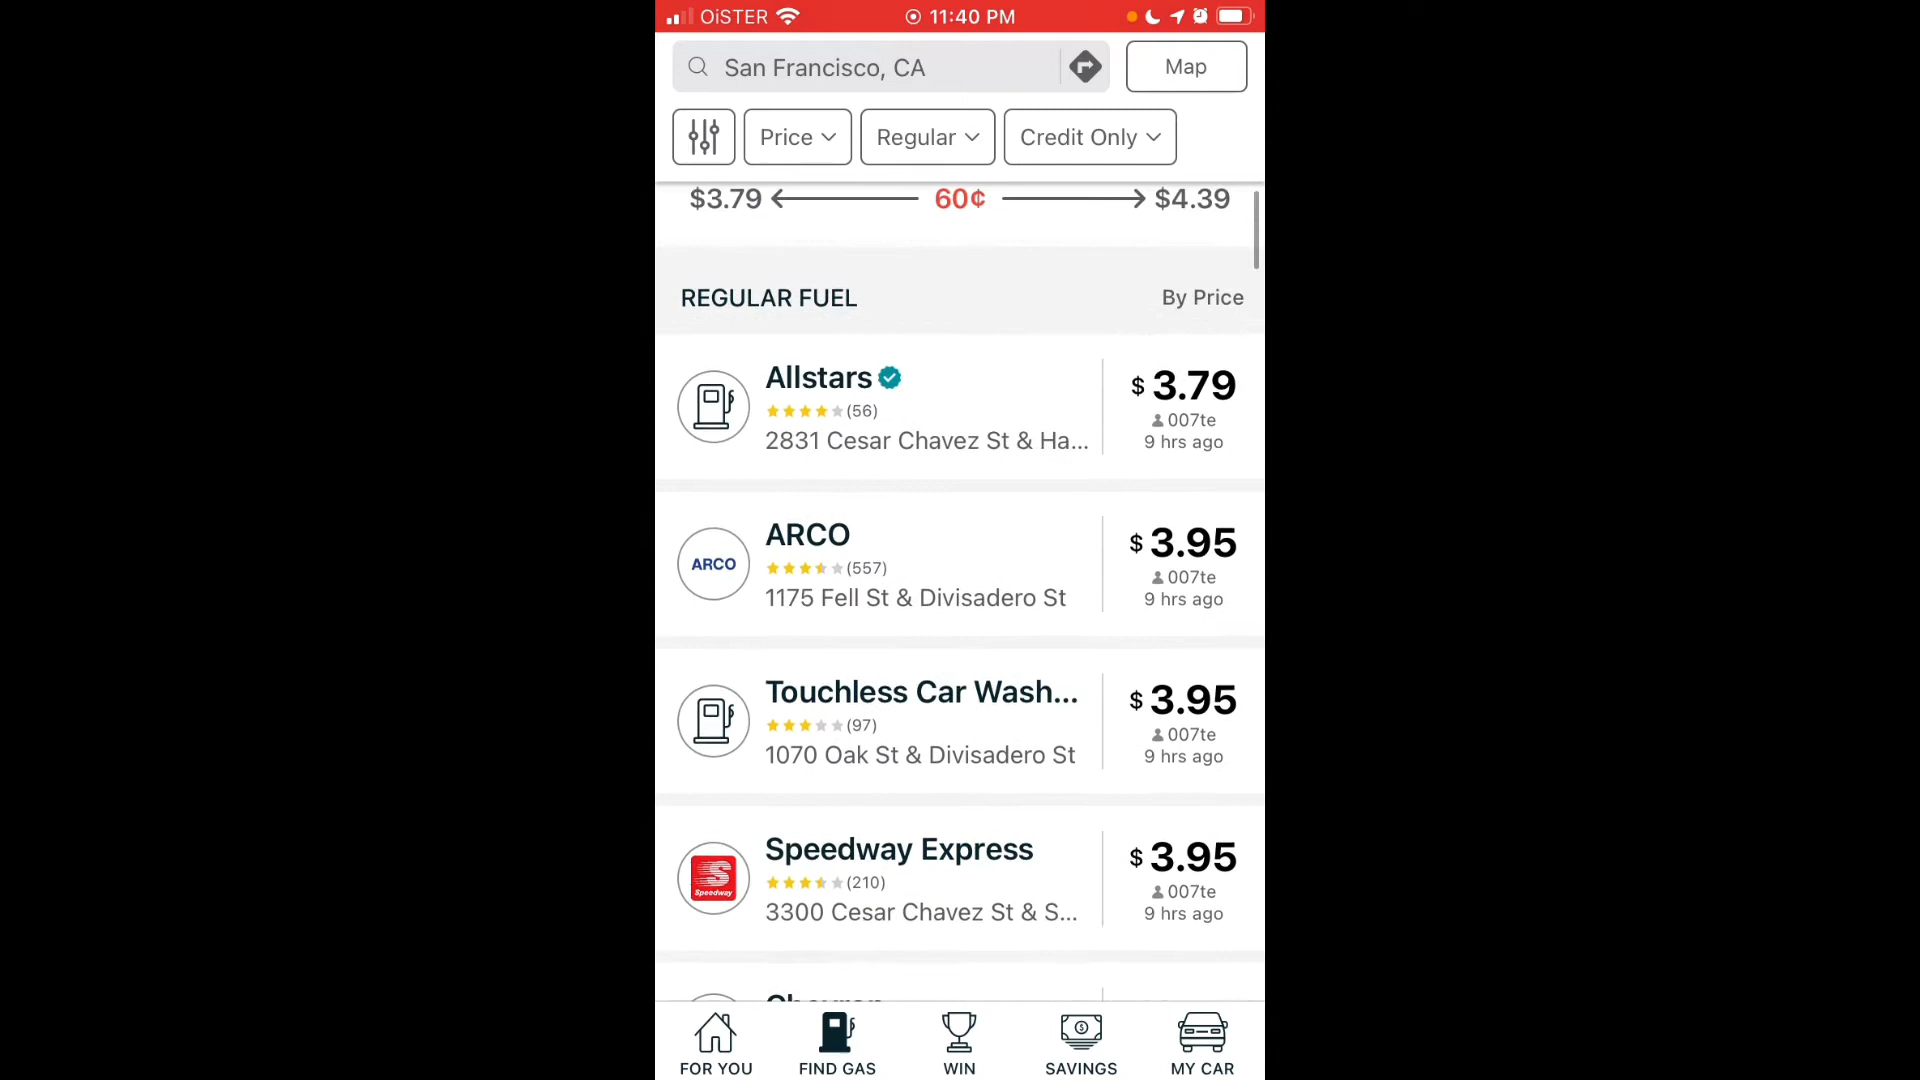 OiSTER 11:40 PM
San Francisco, CA Map
Price Regular Credit Only
$3.79 60¢ $4.39
REGULAR FUEL By Price
Allstars
(56)
2831 Cesar Chavez St & Ha...
$3.79
007te
9 hrs ago
ARCO
ARCO
(557)
1175 Fell St & Divisadero St
$3.95
007te
9 hrs ago
Touchless Car Wash...
(97)
1070 Oak St & Divisadero St
$3.95
007te
9 hrs ago
S
Speedway
Speedway Express
(210)
3300 Cesar Chavez St & S...
$3.95
007te
9 hrs ago
FOR YOU FIND GAS WIN SAVINGS MY CAR